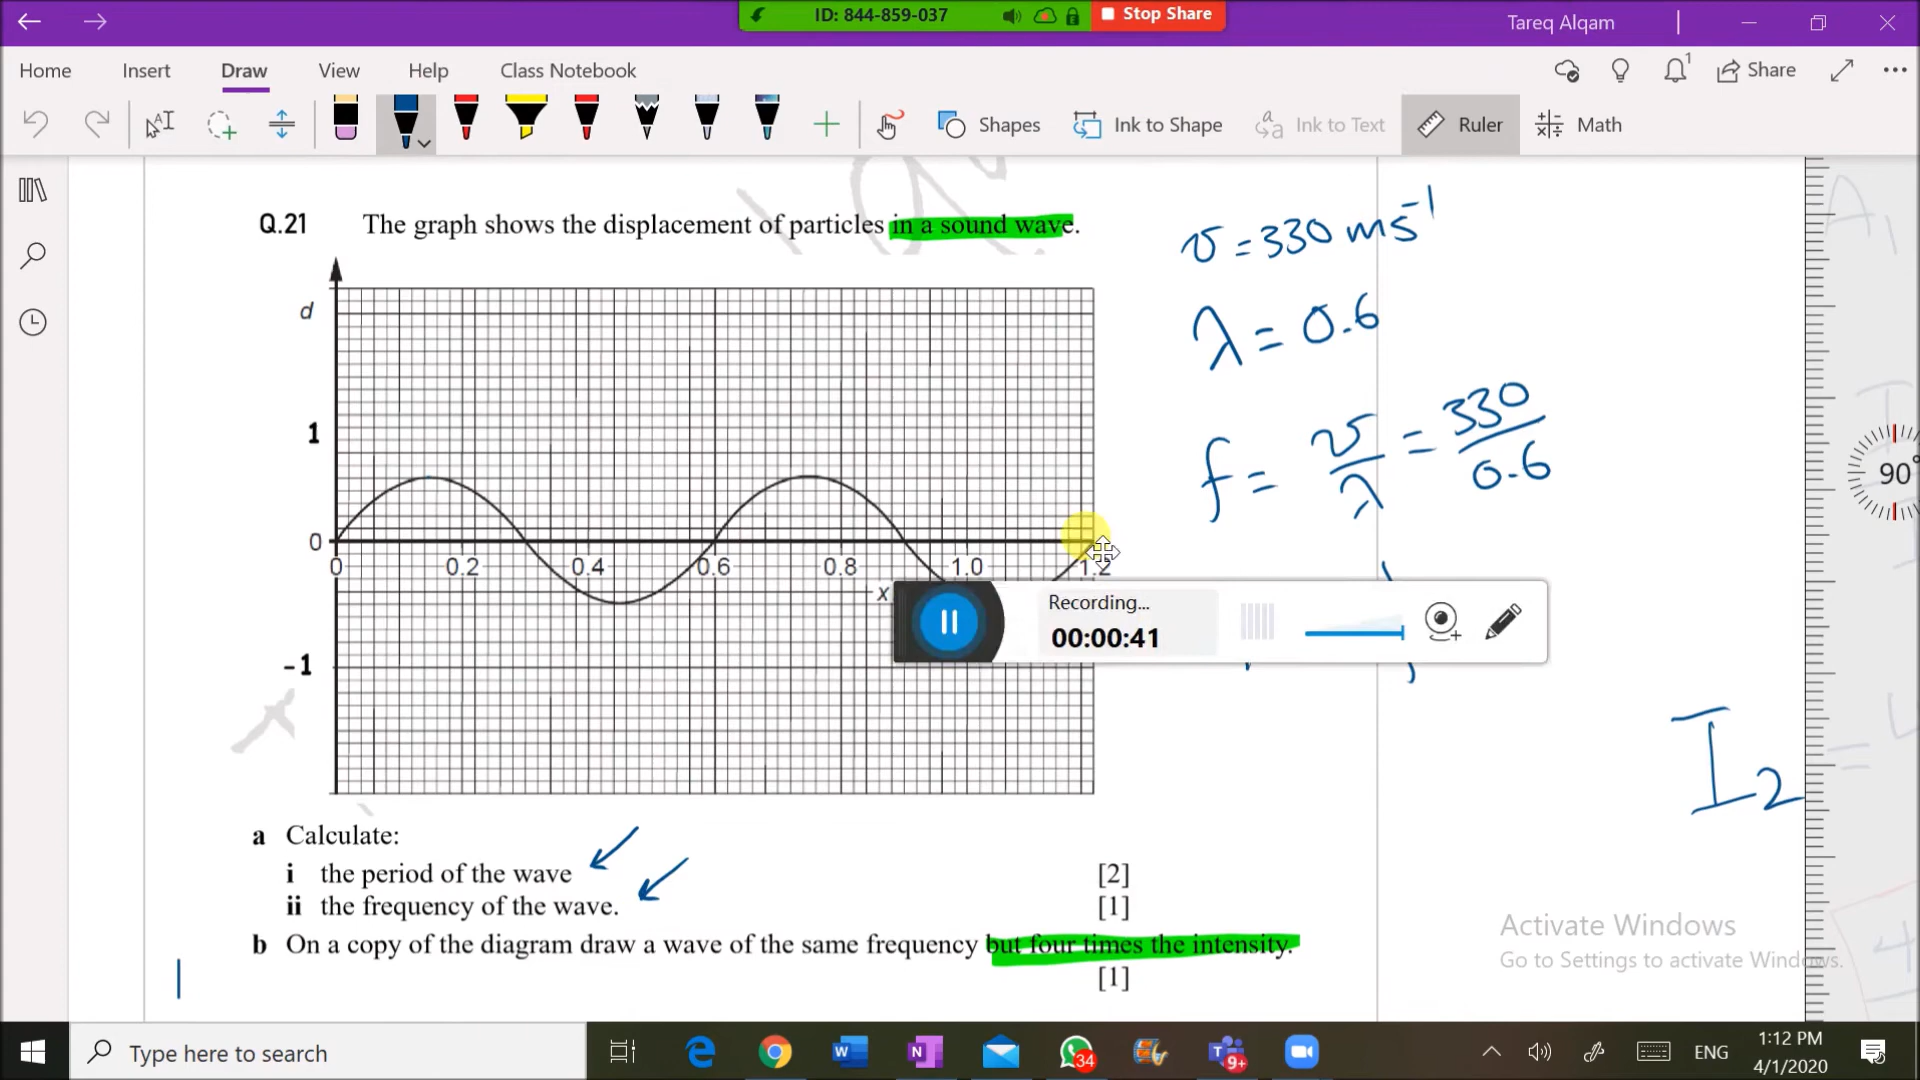 ID: 844-859-037
Stop Share
Tareq Alqam
Home Insert Draw View Help Class Notebook
Share
Shapes Ink to Shape Ink to Text Ruler Math
Q.21 The graph shows the displacement of particles in a sound wave.
v = 330 ms⁻¹
d
λ = 0.6
1
f = v/λ = 330/0.6
90°
0
0 0.2 0.4 0.6 0.8 1.0 1.2
x
Recording...
00:00:41
-1
I₂
a Calculate:
i the period of the wave [2]
ii the frequency of the wave. [1]
b On a copy of the diagram draw a wave of the same frequency but four times the intensity.
[1]
Activate Windows
Go to Settings to activate Windows.
Type here to search
34
9+
ENG
1:12 PM
4/1/2020